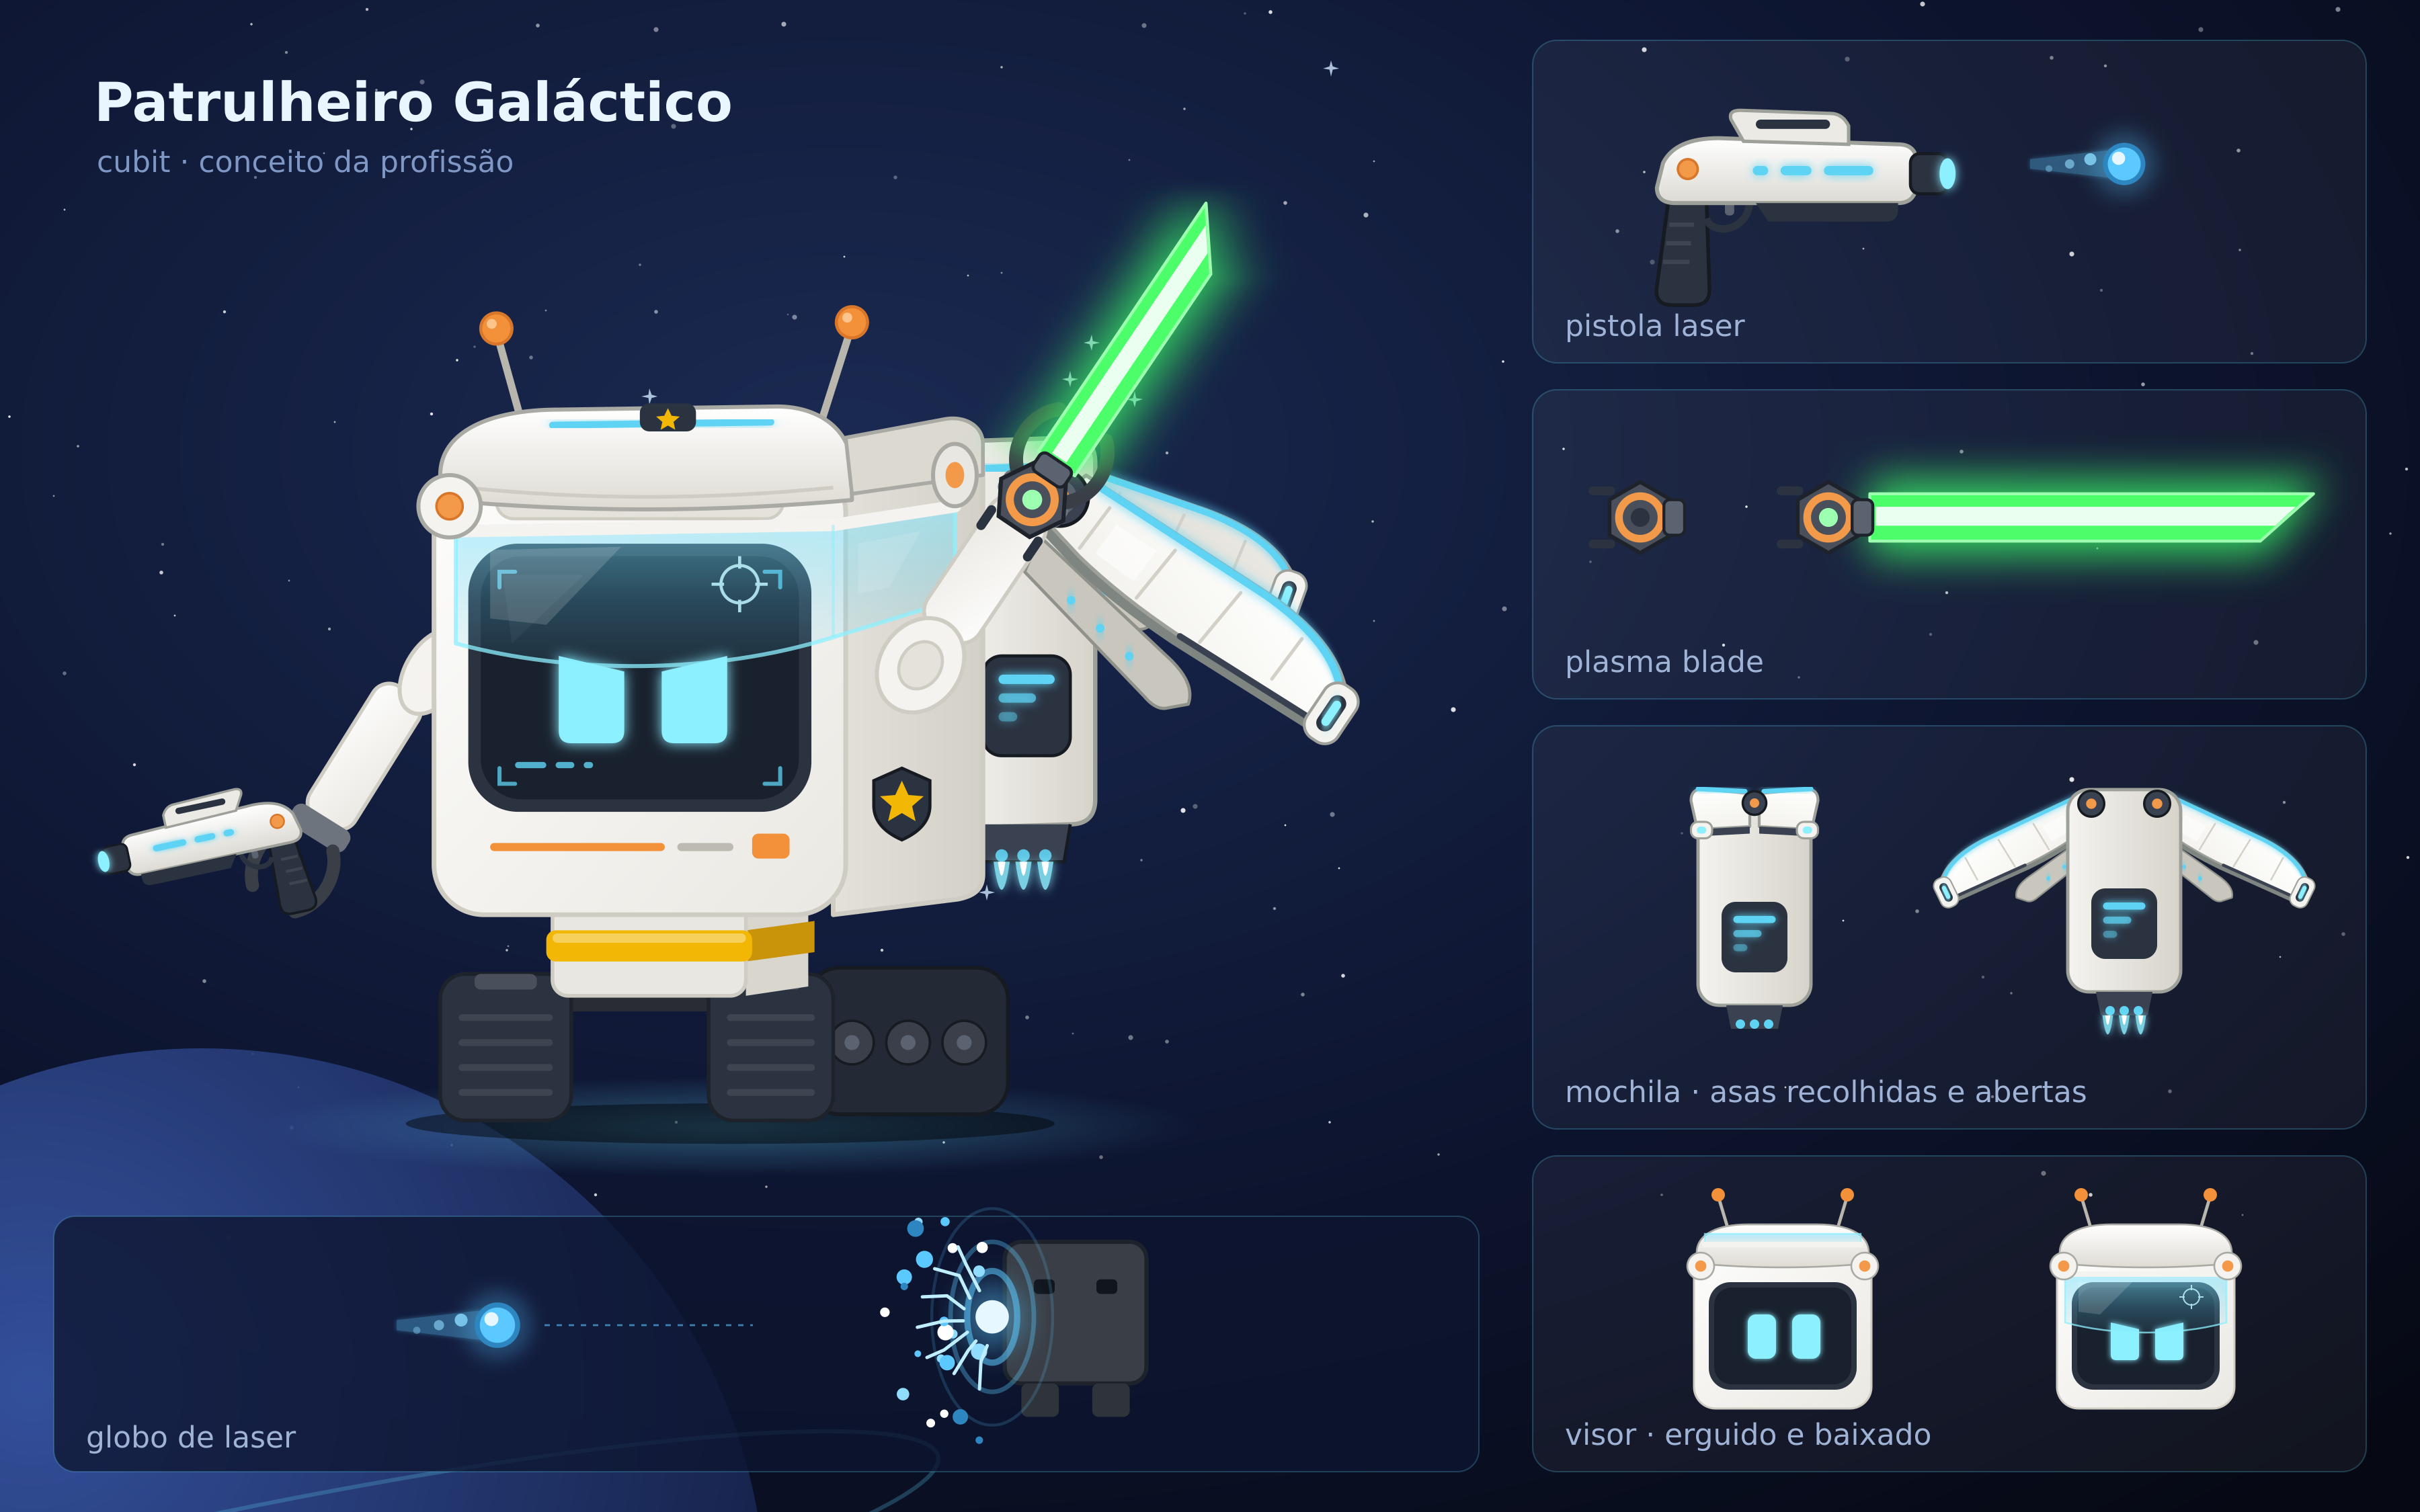 Patrulheiro Galáctico
cubit · conceito da profissão
pistola laser
plasma blade
mochila · asas recolhidas e abertas
globo de laser
visor · erguido e baixado